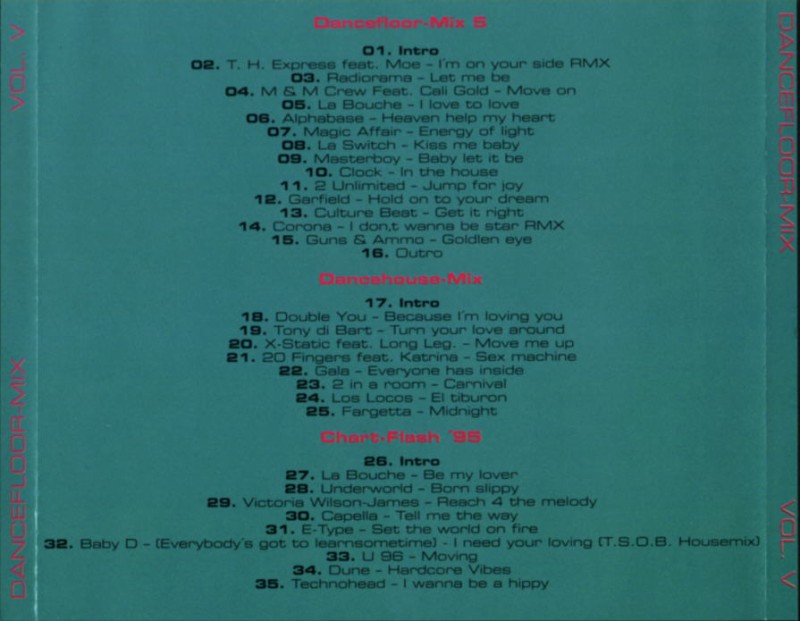 Dancefloor-Mix 5
01. Intro
02. T. H. Express feat. Moe - I'm on your side RMX
03. Radiorama - Let me be
04. M & M Crew Feat. Cali Gold - Move on
05. La Bouche - I love to love
06. Alphabase - Heaven help my heart
07. Magic Affair - Energy of light
08. La Switch - Kiss me baby
09. Masterboy - Baby let it be
10. Clock - In the house
11. 2 Unlimited - Jump for joy
12. Garfield - Hold on to your dream
13. Culture Beat - Get it right
14. Corona - I don,t wanna be star RMX
15. Guns & Ammo - Goldlen eye
16. Outro
Dancehouse-Mix
17. Intro
18. Double You - Because I'm loving you
19. Tony di Bart - Turn your love around
20. X-Static feat. Long Leg. - Move me up
21. 20 Fingers feat. Katrina - Sex machine
22. Gala - Everyone has inside
23. 2 in a room - Carnival
24. Los Locos - El tiburon
25. Fargetta - Midnight
Chart-Flash '95
26. Intro
27. La Bouche - Be my lover
28. Underworld - Born slippy
29. Victoria Wilson-James - Reach 4 the melody
30. Capella - Tell me the way
31. E-Type - Set the world on fire
32. Baby D - (Everybody's got to learnsometime) - I need your loving (T.S.O.B. Housemix)
33. U 96 - Moving
34. Dune - Hardcore Vibes
35. Technohead - I wanna be a hippy
DANCEFLOOR-MIX VOL. V
DANCEFLOOR-MIX VOL. V